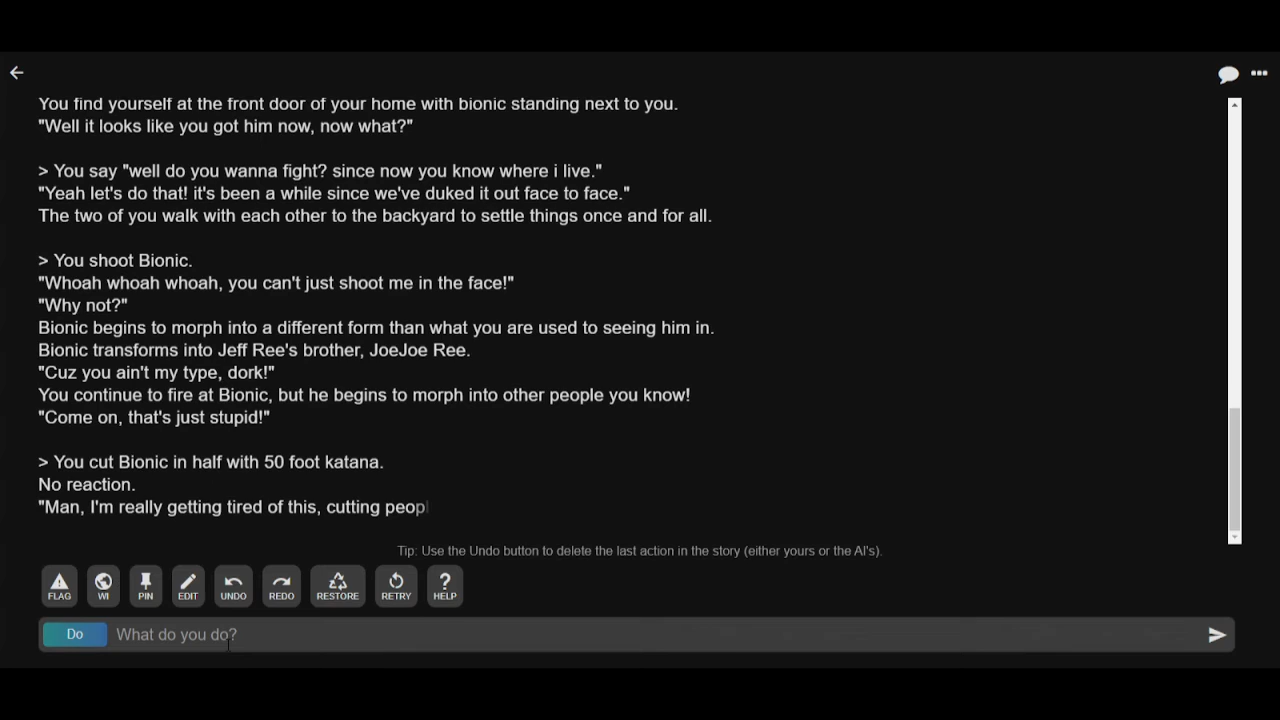 You find yourself at the front door of your home with bionic standing next to you.
"Well it looks like you got him now, now what?"
> You say "well do you wanna fight? since now you know where i live."
"Yeah let's do that! it's been a while since we've duked it out face to face."
The two of you walk with each other to the backyard to settle things once and for all.
> You shoot Bionic.
"Whoah whoah whoah, you can't just shoot me in the face!"
"Why not?"
Bionic begins to morph into a different form than what you are used to seeing him in.
Bionic transforms into Jeff Ree's brother, JoeJoe Ree.
"Cuz you ain't my type, dork!"
You continue to fire at Bionic, but he begins to morph into other people you know!
"Come on, that's just stupid!"
> You cut Bionic in half with 50 foot katana.
No reaction.
"Man, I'm really getting tired of this, cutting peopl
Tip: Use the Undo button to delete the last action in the story (either yours or the AI's).
FLAG WI PIN EDIT UNDO REDO RESTORE RETRY HELP
Do What do you do?